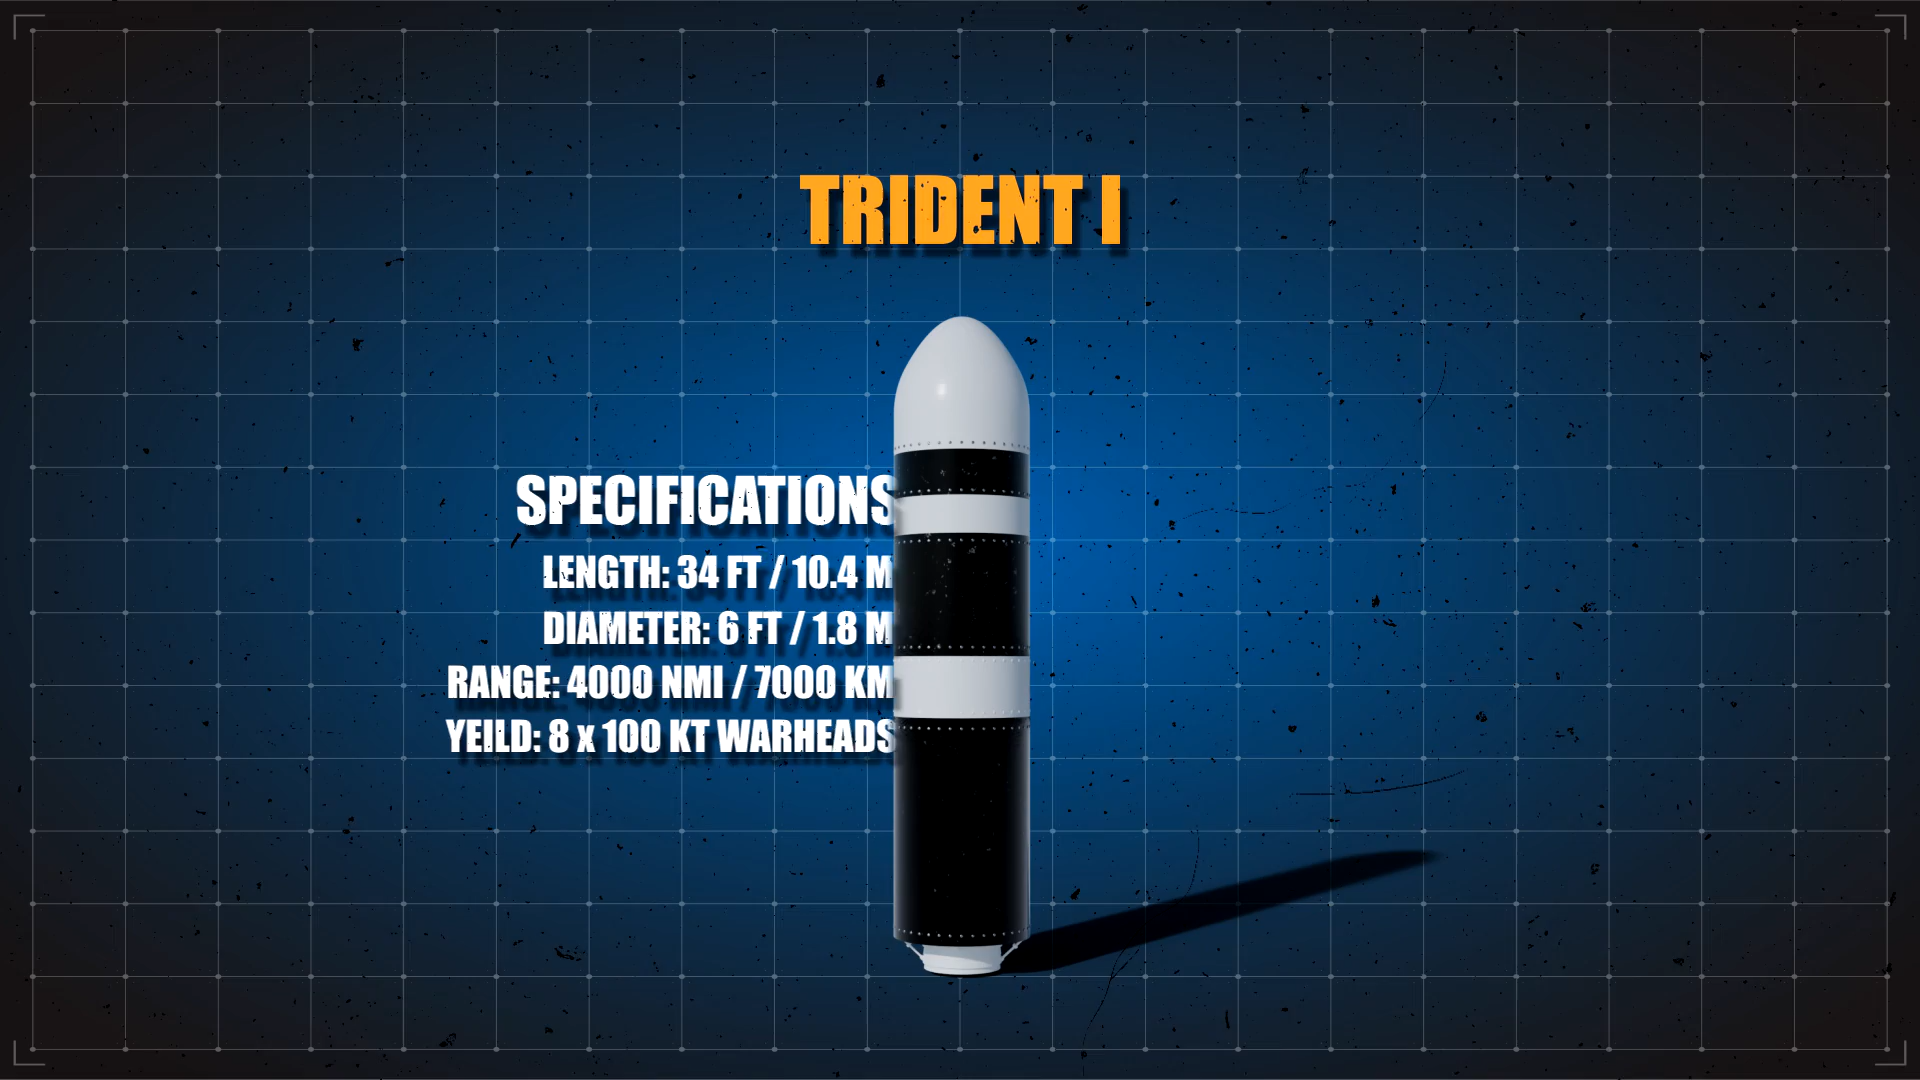 TRIDENT I
SPECIFICATIONS
LENGTH: 34 FT / 10.4 M
DIAMETER: 6 FT / 1.8 M
RANGE: 4000 NMI / 7000 KM
YEILD: 8 x 100 KT WARHEADS